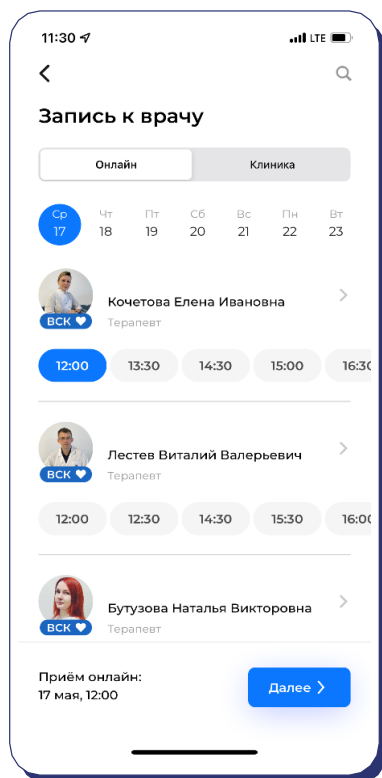 11:30 LTE
Запись к врачу
Онлайн Клиника
Ср Чт Пт Сб Вс Пн Вт
17 18 19 20 21 22 23
Кочетова Елена Ивановна
ВСК
Терапевт
12:00 13:30 14:30 15:00 16:30
Лестев Виталий Валерьевич
ВСК
Терапевт
12:00 12:30 14:30 15:30 16:00
Бутузова Наталья Викторовна
ВСК
Терапевт
Приём онлайн:
17 мая, 12:00
Далее